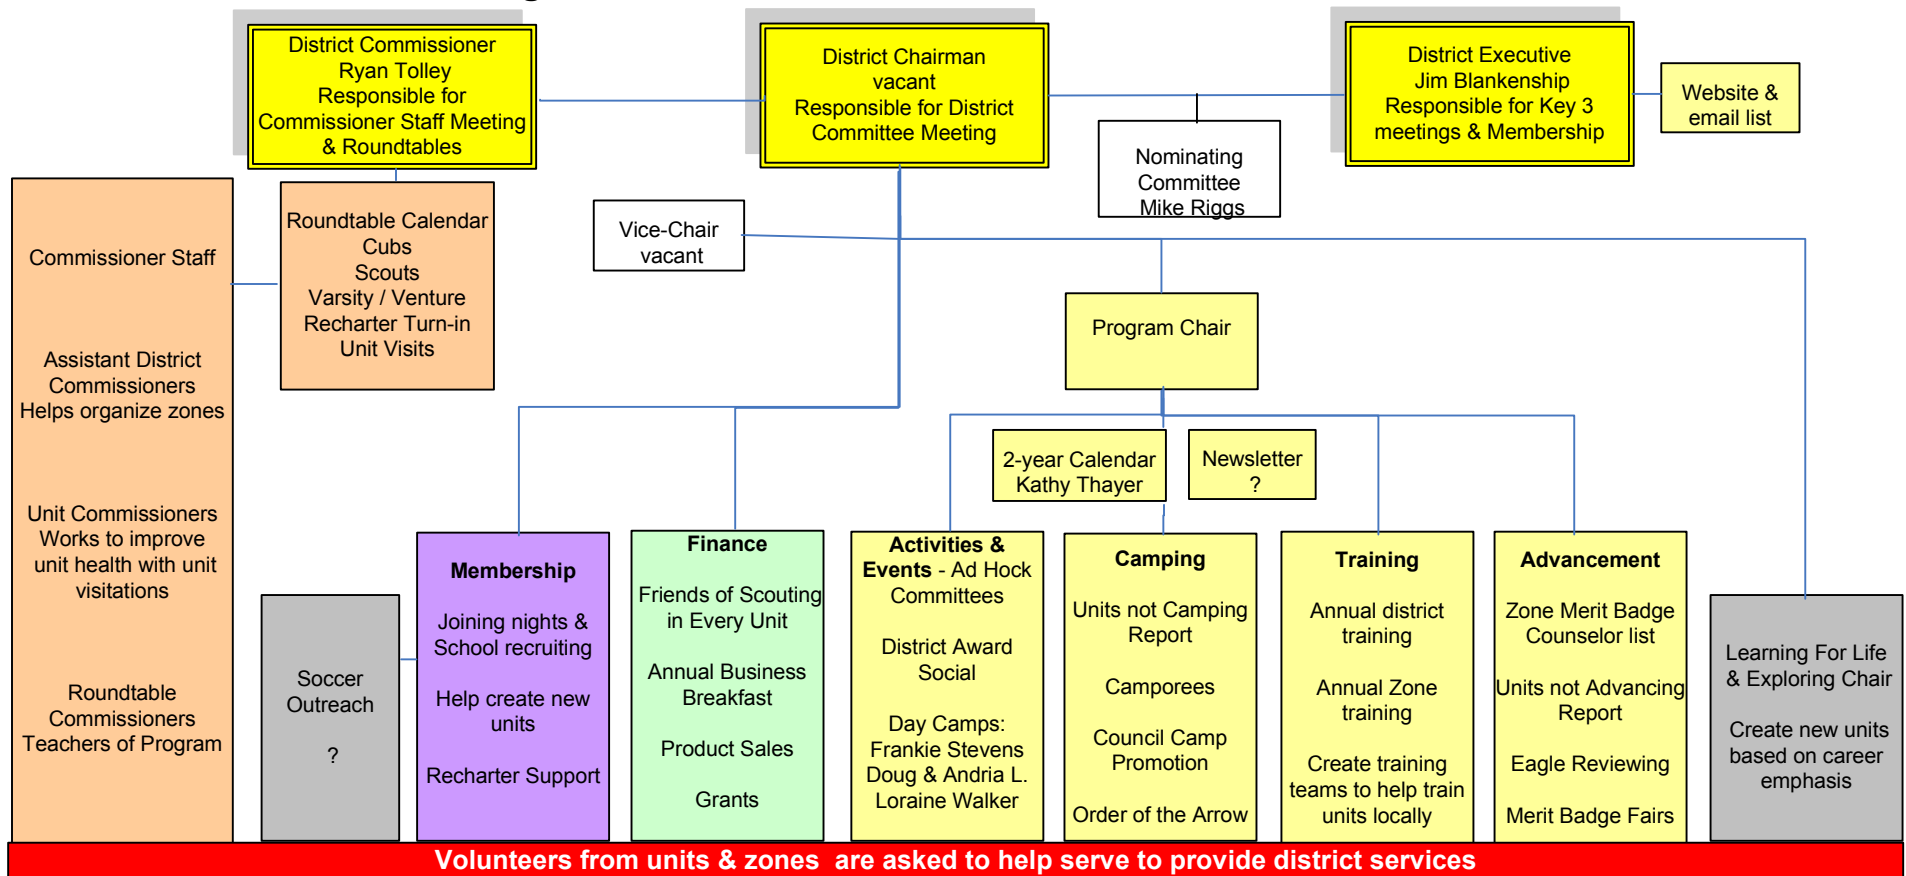 District Commissioner
Ryan Tolley
Responsible for
Commissioner Staff Meeting
& Roundtables
District Chairman
vacant
Responsible for District
Committee Meeting
District Executive
Jim Blankenship
Responsible for Key 3
meetings & Membership
Website &
email list
Nominating
Committee
Mike Riggs
Vice-Chair
vacant
Roundtable Calendar
Cubs
Scouts
Varsity / Venture
Recharter Turn-in
Unit Visits
Commissioner Staff
Assistant District
Commissioners
Helps organize zones
Unit Commissioners
Works to improve
unit health with unit
visitations
Roundtable
Commissioners
Teachers of Program
Program Chair
2-year Calendar
Kathy Thayer
Newsletter
?
Soccer
Outreach
?
Membership
Joining nights &
School recruiting
Help create new
units
Recharter Support
Finance
Friends of Scouting
in Every Unit
Annual Business
Breakfast
Product Sales
Grants
Activities &
Events - Ad Hock
Committees
District Award
Social
Day Camps:
Frankie Stevens
Doug & Andria L.
Loraine Walker
Camping
Units not Camping
Report
Camporees
Council Camp
Promotion
Order of the Arrow
Training
Annual district
training
Annual Zone
training
Create training
teams to help train
units locally
Advancement
Zone Merit Badge
Counselor list
Units not Advancing
Report
Eagle Reviewing
Merit Badge Fairs
Learning For Life
& Exploring Chair
Create new units
based on career
emphasis
Volunteers from units & zones are asked to help serve to provide district services